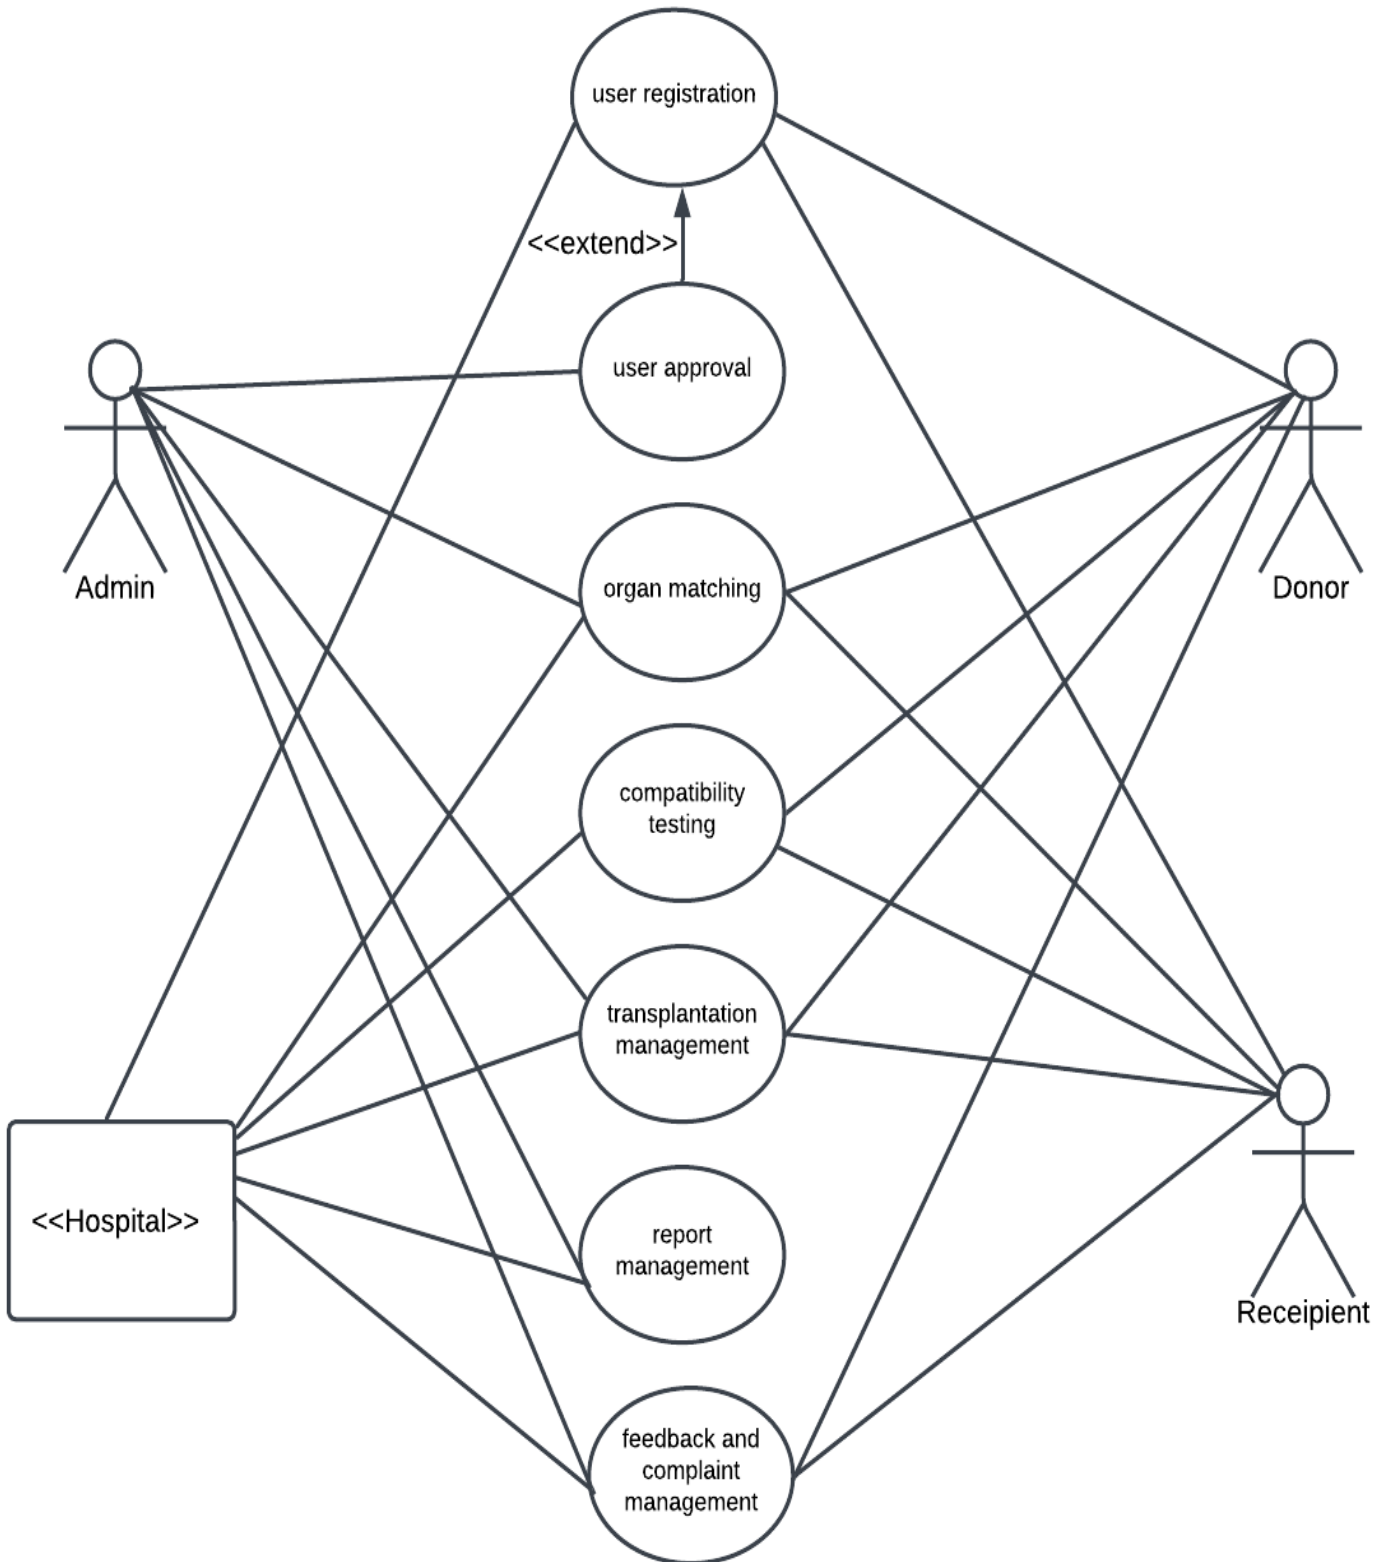 user registration
<<extend>>
user approval
Admin
organ matching
Donor
compatibility
testing
transplantation
management
<<Hospital>>
report
management
Receipient
feedback and
complaint
management